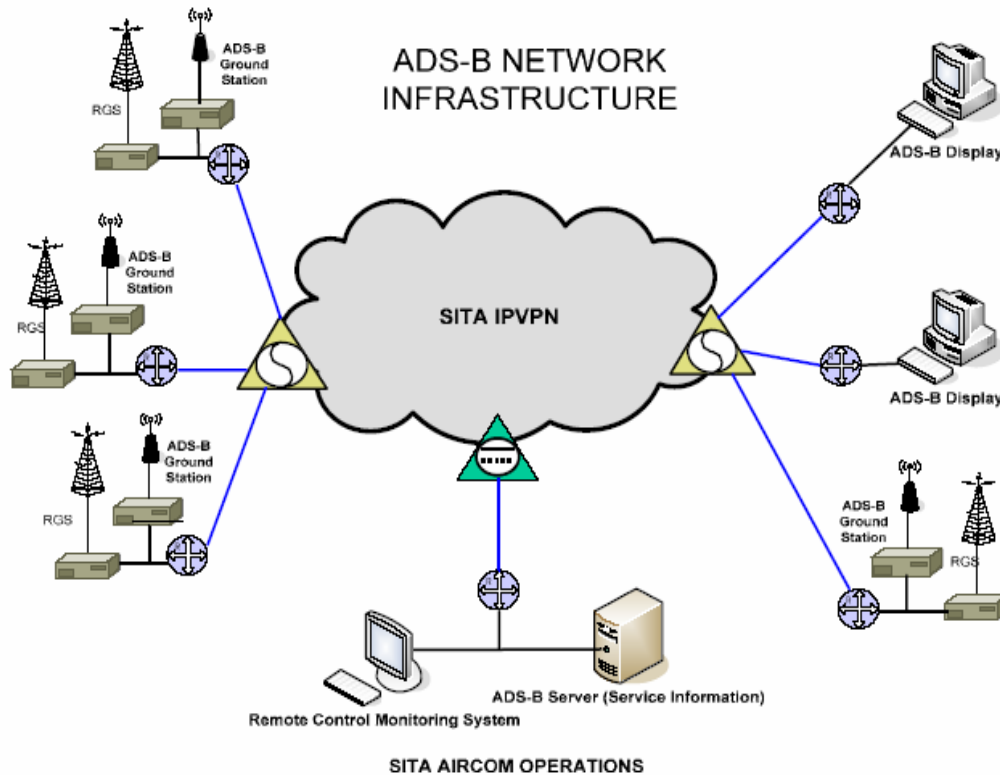 ADS-B NETWORK
INFRASTRUCTURE
ADS-B
Ground
Station
RGS
ADS-B
Ground
Station
RGS
ADS-B
Ground
Station
RGS
SITA IPVPN
ADS-B Display
ADS-B Display
ADS-B
Ground
Station
RGS
Remote Control Monitoring System
ADS-B Server (Service Information)
SITA AIRCOM OPERATIONS